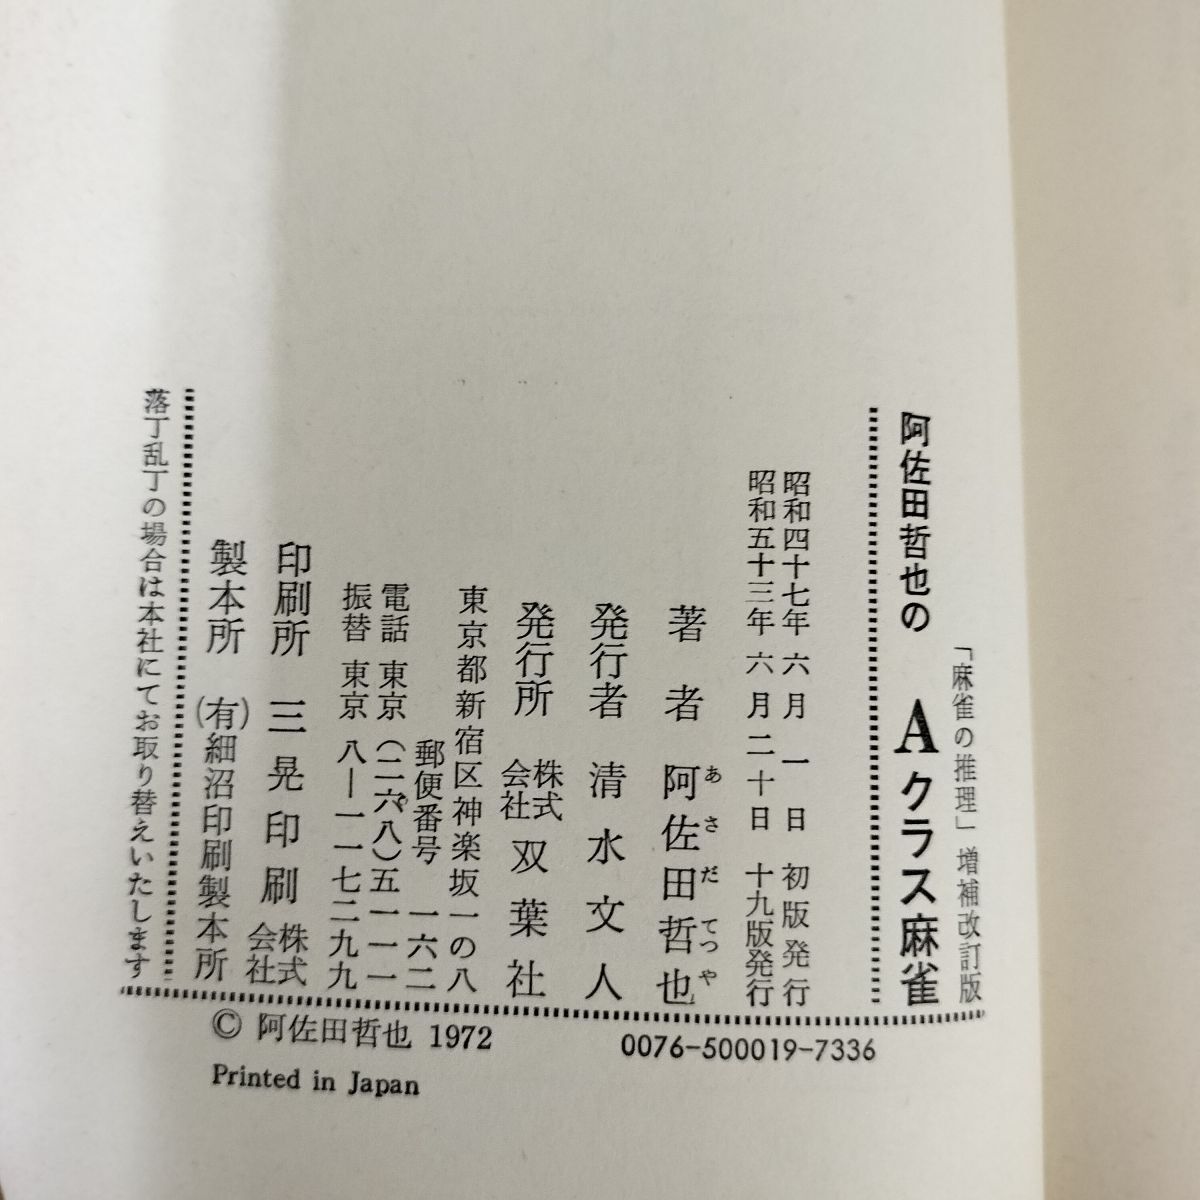 「麻雀の推理」増補改訂版
阿佐田哲也の Aクラス麻雀
昭和四十七年 六月 一日 初版発行
昭和五十三年 六月二十日 十九版発行
著者 阿佐田哲也
あさだてつや
発行者 清水文人
発行所 株式会社 双葉社
東京都新宿区神楽坂一の八
郵便番号 一六二
電話 東京(二六八)五一一一
振替 東京 八―一一七二九九
印刷所 三晃印刷株式会社
製本所 (有)細沼印刷製本所
落丁乱丁の場合は本社にてお取り替えいたします
© 阿佐田哲也 1972
0076-500019-7336
Printed in Japan